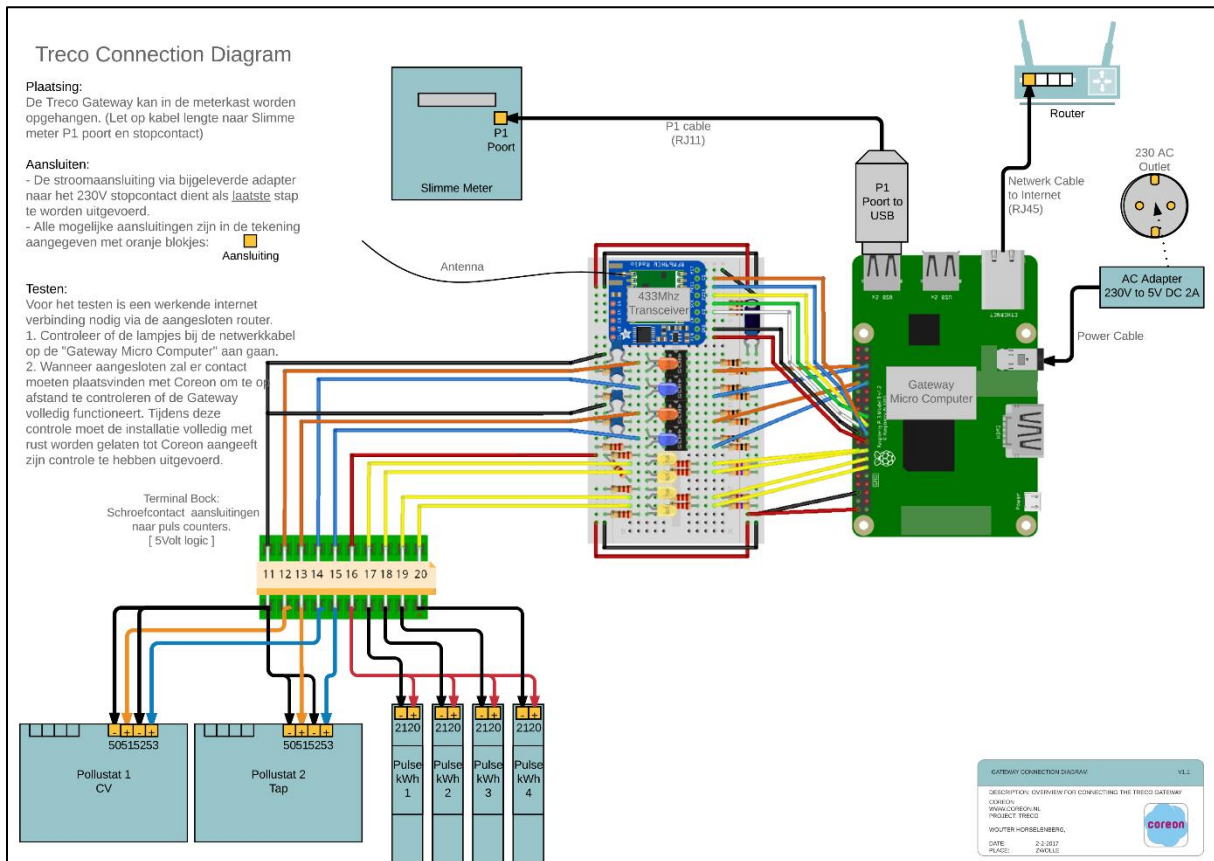 Treco Connection Diagram
Plaatsing:
De Treco Gateway kan in de meterkast worden
opgehangen. (Let op kabel lengte naar Slimme
meter P1 poort en stopcontact)
Aansluiten:
- De stroomaansluiting via bijgeleverde adapter
naar het 230V stopcontact dient als laatste stap
te worden uitgevoerd.
- Alle mogelijke aansluitingen zijn in de tekening
aangegeven met oranje blokjes:
Aansluiting
Testen:
Voor het testen is een werkende internet
verbinding nodig via de aangesloten router.
1. Controleer of de lampjes bij de netwerkkabel
op de "Gateway Micro Computer" aan gaan.
2. Wanneer aangesloten zal er contact
moeten plaatsvinden met Coreon om te op
afstand te controleren of de Gateway
volledig functioneert. Tijdens deze
controle moet de installatie volledig met
rust worden gelaten tot Coreon aangeeft
zijn controle te hebben uitgevoerd.
Terminal Bock:
Schroefcontact aansluitingen
naar puls counters.
[ 5Volt logic ]
P1
Poort
Slimme Meter
P1 cable
(RJ11)
P1
Poort to
USB
Router
Netwerk Cable
to Internet
(RJ45)
230 AC
Outlet
AC Adapter
230V to 5V DC 2A
Power Cable
Antenna
433Mhz
Transceiver
Gateway
Micro Computer
ETHERNET
Power
11 12 13 14 15 16 17 18 19 20
- + - +
50515253
Pollustat 1
CV
- + - +
50515253
Pollustat 2
Tap
- +
2120
Pulse
kWh
1
- +
2120
Pulse
kWh
2
- +
2120
Pulse
kWh
3
- +
2120
Pulse
kWh
4
GATEWAY CONNECTION DIAGRAM V1.1
DESCRIPTION: OVERVIEW FOR CONNECTING THE TRECO GATEWAY
COREON
WWW.COREON.NL
PROJECT: TRECO
WOUTER HORSELENBERG,
DATE: 2-2-2017
PLACE: ZWOLLE
coreon